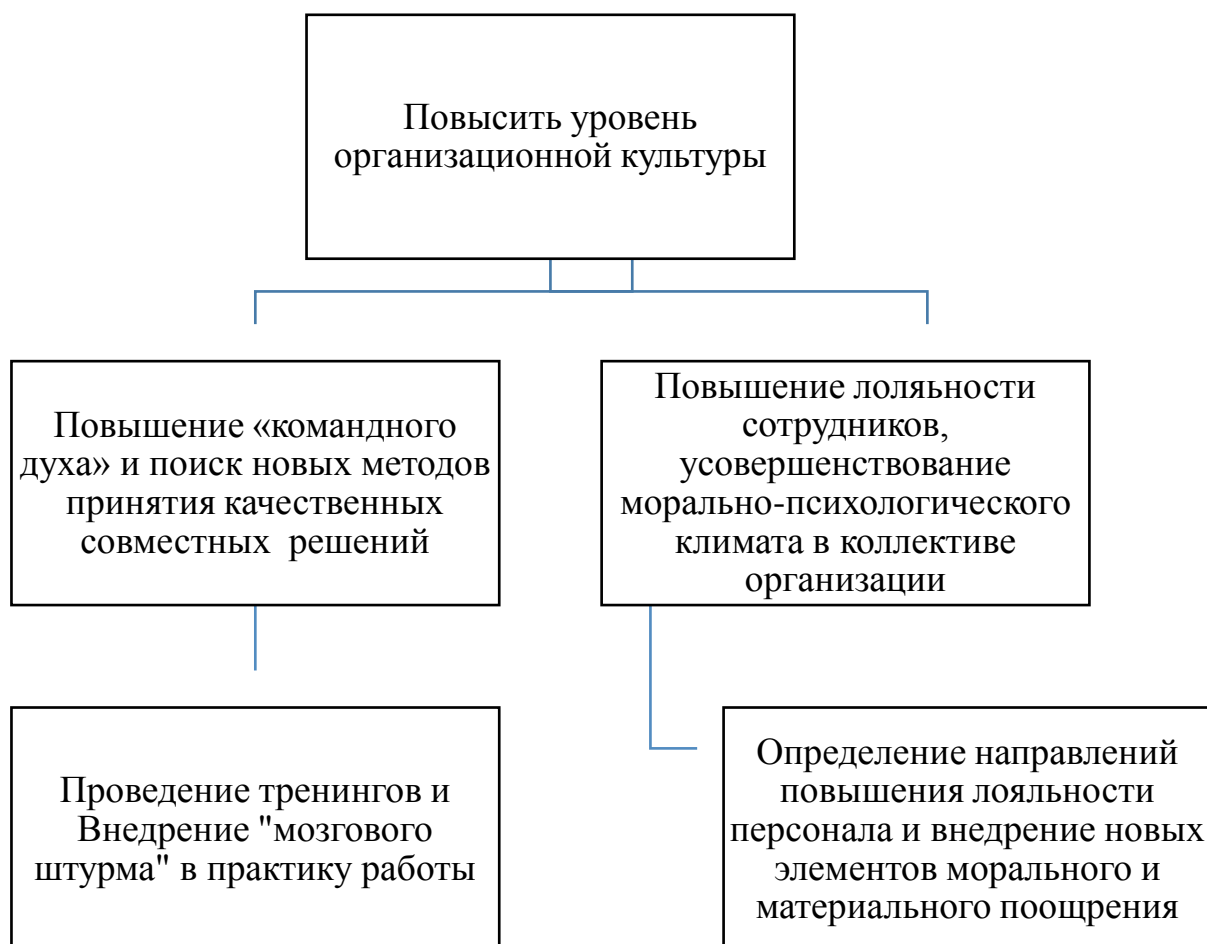 Повысить уровень
организационной культуры
Повышение «командного
духа» и поиск новых методов
принятия качественных
совместных решений
Повышение лоляьности
сотрудников,
усовершенствование
морально-психологического
климата в коллективе
организации
Проведение тренингов и
Внедрение "мозгового
штурма" в практику работы
Определение направлений
повышения лояльности
персонала и внедрение новых
элементов морального и
материального поощрения